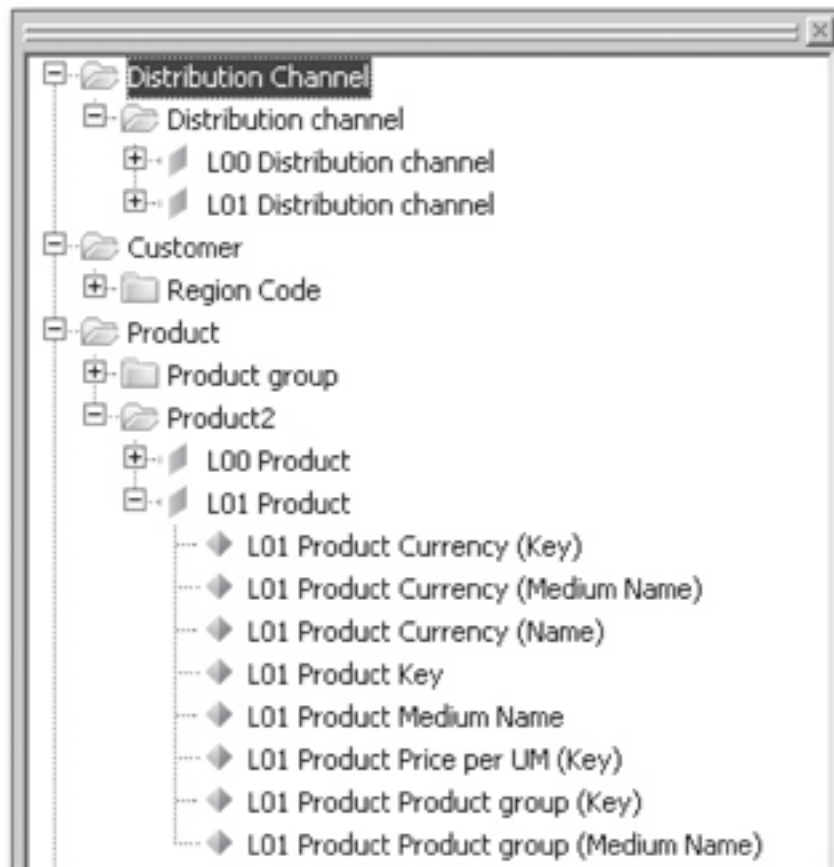 Distribution Channel
Distribution channel
L00 Distribution channel
L01 Distribution channel
Customer
Region Code
Product
Product group
Product2
L00 Product
L01 Product
L01 Product Currency (Key)
L01 Product Currency (Medium Name)
L01 Product Currency (Name)
L01 Product Key
L01 Product Medium Name
L01 Product Price per UM (Key)
L01 Product Product group (Key)
L01 Product Product group (Medium Name)